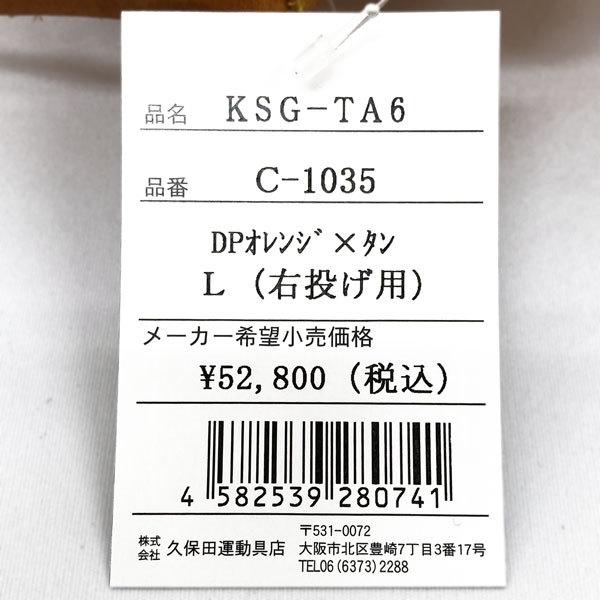 品名 KSG-TA6
品番 C-1035
DPｵﾚﾝｼﾞ×ﾀﾝ
L (右投げ用)
メーカー希望小売価格
¥52,800 (税込)
4 582539 280741
株式会社 久保田運動具店
〒531-0072
大阪市北区豊崎7丁目3番17号
TEL06(6373)2288